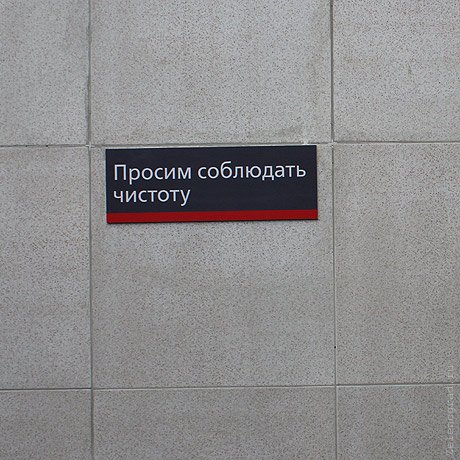 Просим соблюдать
чистоту